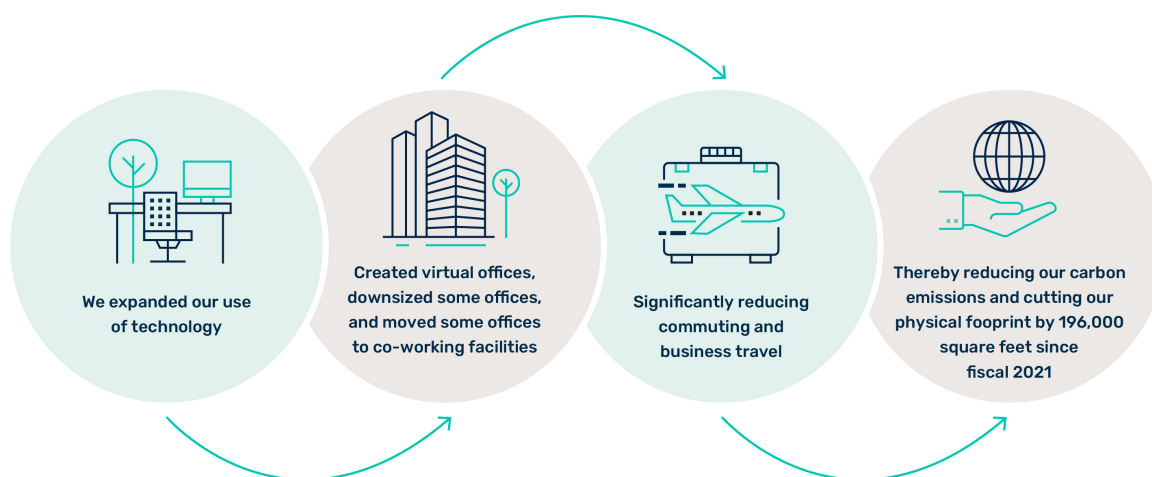 We expanded our use
of technology
Created virtual offices,
downsized some offices,
and moved some offices
to co-working facilities
Significantly reducing
commuting and
business travel
Thereby reducing our carbon
emissions and cutting our
physical fooprint by 196,000
square feet since
fiscal 2021